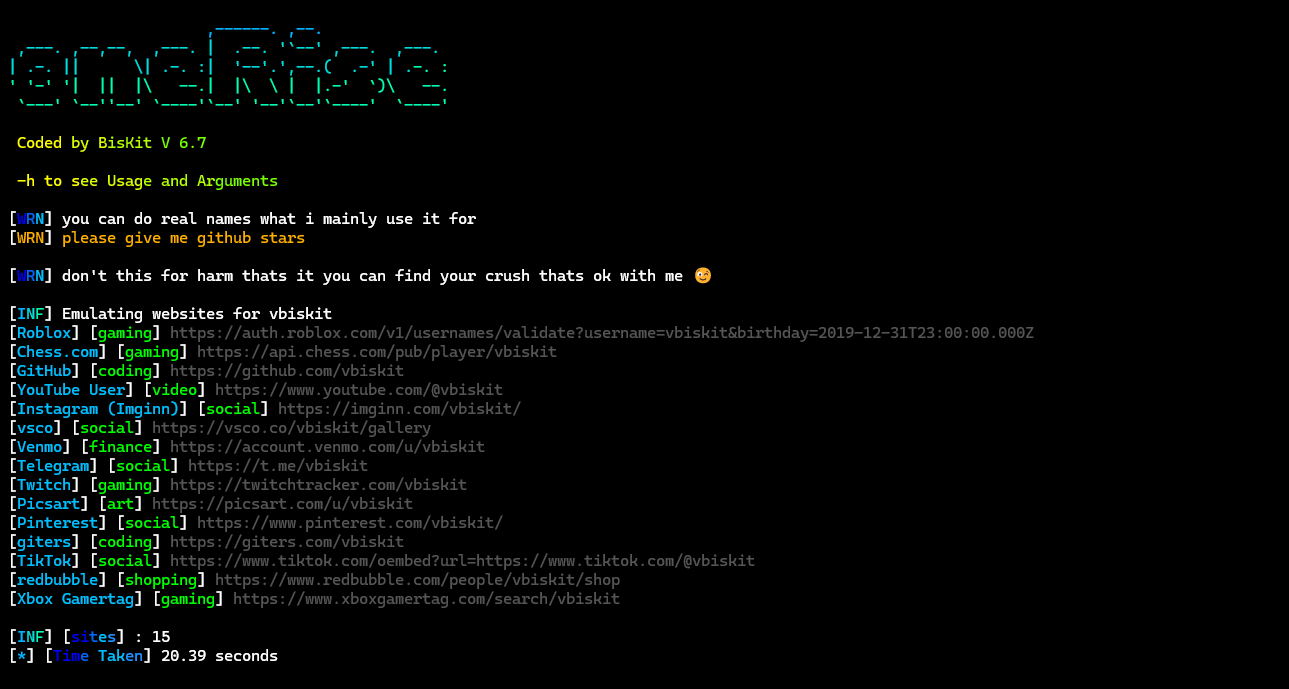 oneRise
Coded by BisKit V 6.7
-h to see Usage and Arguments
[WRN] you can do real names what i mainly use it for
[WRN] please give me github stars
[WRN] don't this for harm thats it you can find your crush thats ok with me 😉
[INF] Emulating websites for vbiskit
[Roblox] [gaming] https://auth.roblox.com/v1/usernames/validate?username=vbiskit&birthday=2019-12-31T23:00:00.000Z
[Chess.com] [gaming] https://api.chess.com/pub/player/vbiskit
[GitHub] [coding] https://github.com/vbiskit
[YouTube User] [video] https://www.youtube.com/@vbiskit
[Instagram (Imginn)] [social] https://imginn.com/vbiskit/
[vsco] [social] https://vsco.co/vbiskit/gallery
[Venmo] [finance] https://account.venmo.com/u/vbiskit
[Telegram] [social] https://t.me/vbiskit
[Twitch] [gaming] https://twitchtracker.com/vbiskit
[Picsart] [art] https://picsart.com/u/vbiskit
[Pinterest] [social] https://www.pinterest.com/vbiskit/
[giters] [coding] https://giters.com/vbiskit
[TikTok] [social] https://www.tiktok.com/oembed?url=https://www.tiktok.com/@vbiskit
[redbubble] [shopping] https://www.redbubble.com/people/vbiskit/shop
[Xbox Gamertag] [gaming] https://www.xboxgamertag.com/search/vbiskit
[INF] [sites] : 15
[*] [Time Taken] 20.39 seconds